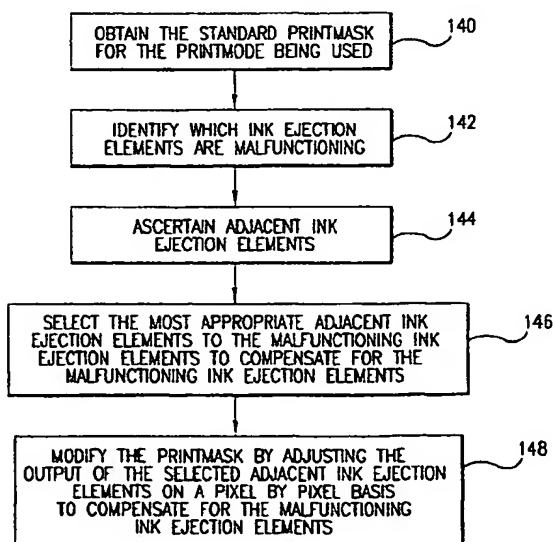 OBTAIN THE STANDARD PRINTMASK
FOR THE PRINTMODE BEING USED
140
IDENTIFY WHICH INK EJECTION
ELEMENTS ARE MALFUNCTIONING
142
ASCERTAIN ADJACENT INK
EJECTION ELEMENTS
144
SELECT THE MOST APPROPRIATE ADJACENT INK
EJECTION ELEMENTS TO THE MALFUNCTIONING INK
EJECTION ELEMENTS TO COMPENSATE FOR THE
MALFUNCTIONING INK EJECTION ELEMENTS
146
MODIFY THE PRINTMASK BY ADJUSTING THE
OUTPUT OF THE SELECTED ADJACENT INK EJECTION
ELEMENTS ON A PIXEL BY PIXEL BASIS
TO COMPENSATE FOR THE MALFUNCTIONING
INK EJECTION ELEMENTS
148